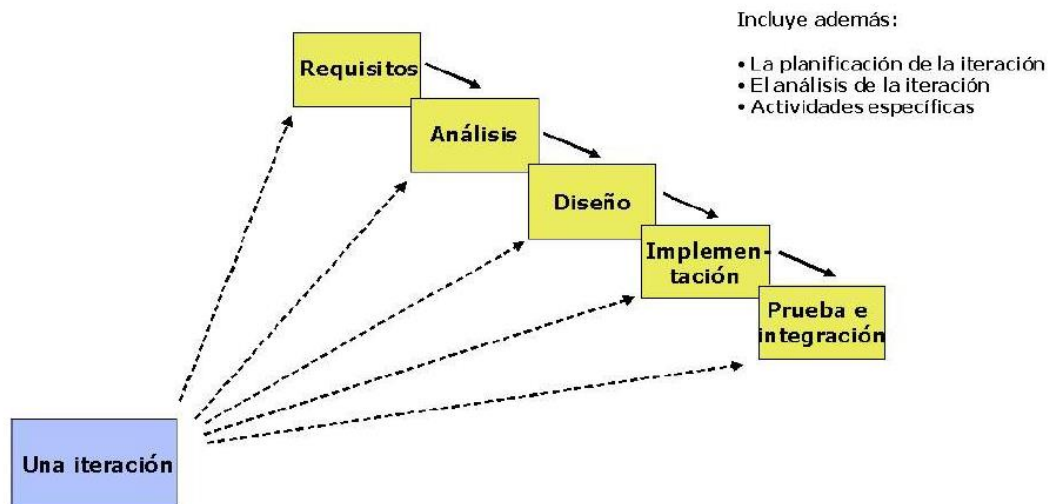 Incluye además:
• La planificación de la iteración
• El análisis de la iteración
• Actividades específicas
Requisitos
Análisis
Diseño
Implemen-
tación
Prueba e
integración
Una iteración